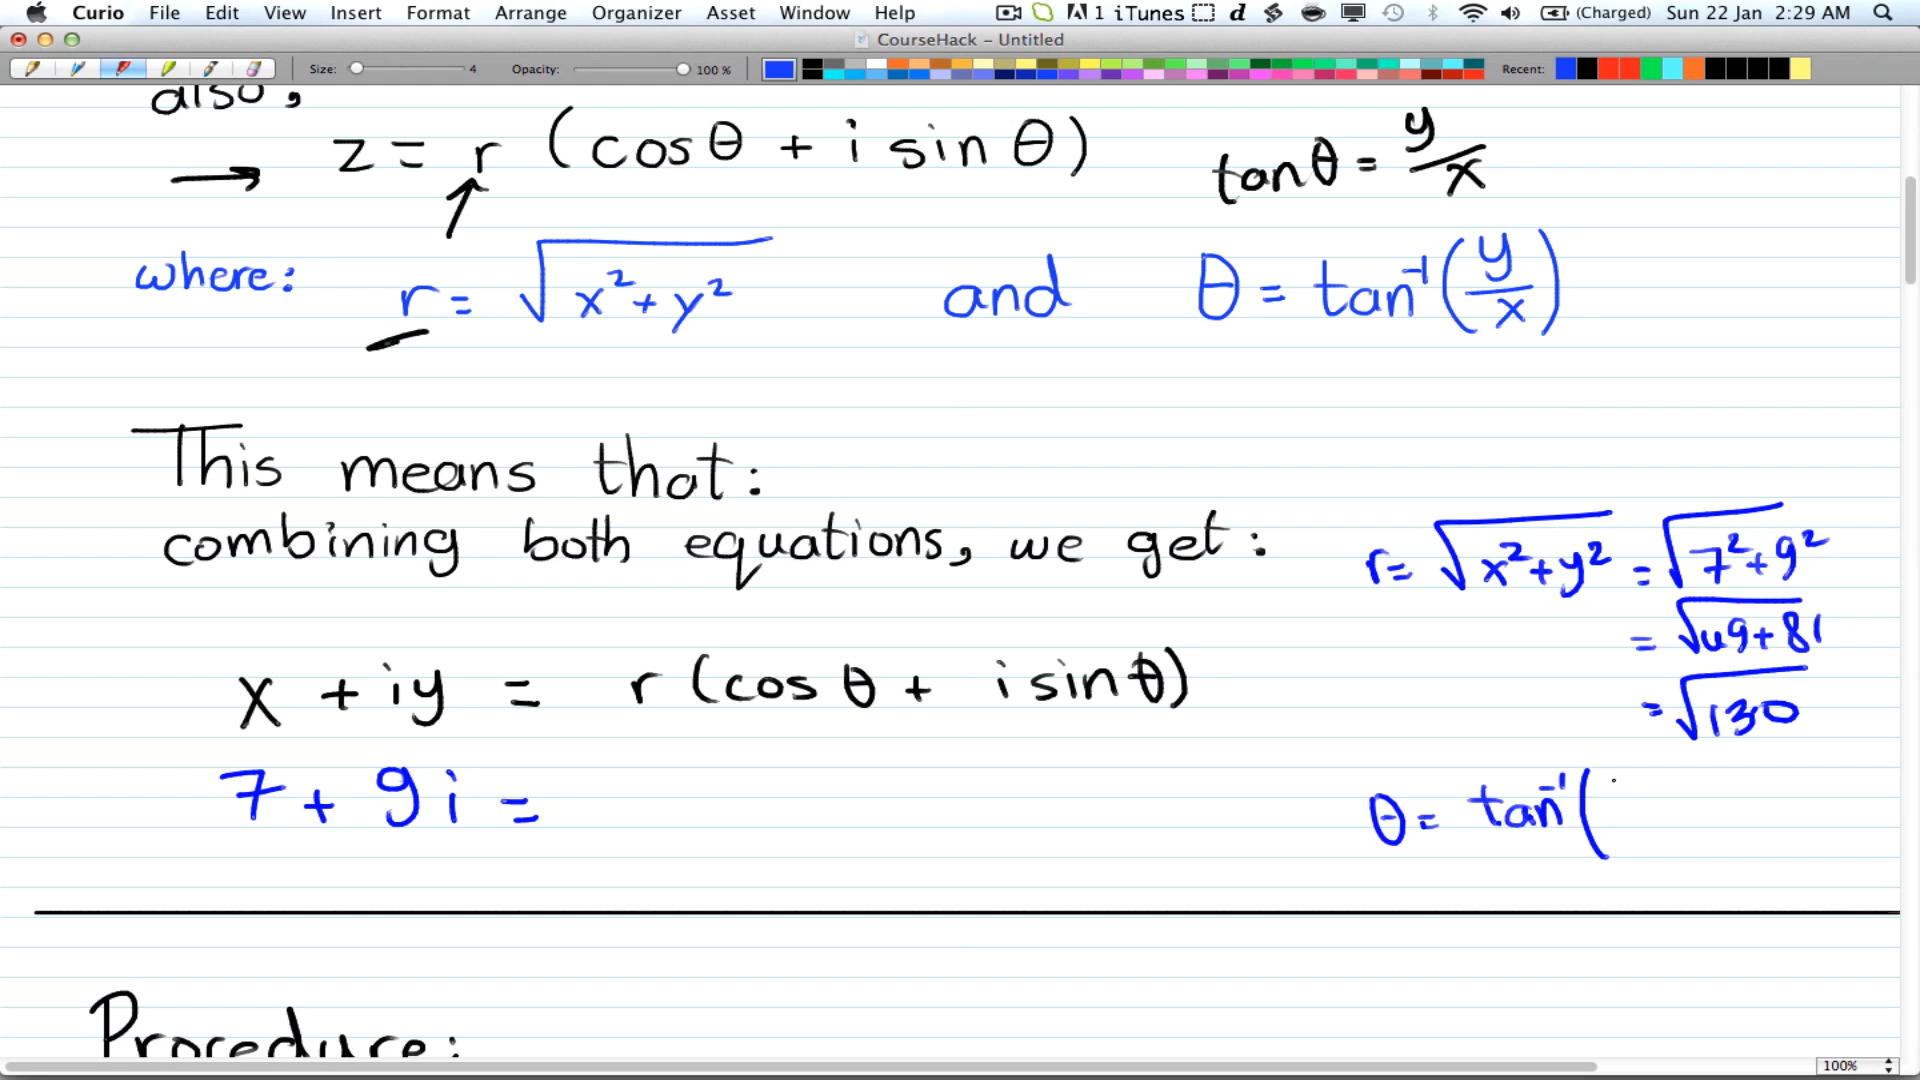 Curio File Edit View Insert Format Arrange Organizer Asset Window Help 1 iTunes (Charged) Sun 22 Jan 2:29 AM
CourseHack – Untitled
Size: 4 Opacity: 100 % Recent:
also,
z = r (cosθ + i sin θ) tanθ = y/x
where: r = √x²+y² and θ = tan⁻¹(y/x)
This means that:
combining both equations, we get:
r = √x²+y² = √7²+9²
= √49+81
= √130
x + iy = r (cos θ + i sin θ)
7 + 9i =
θ = tan⁻¹(
Procedure:
100%